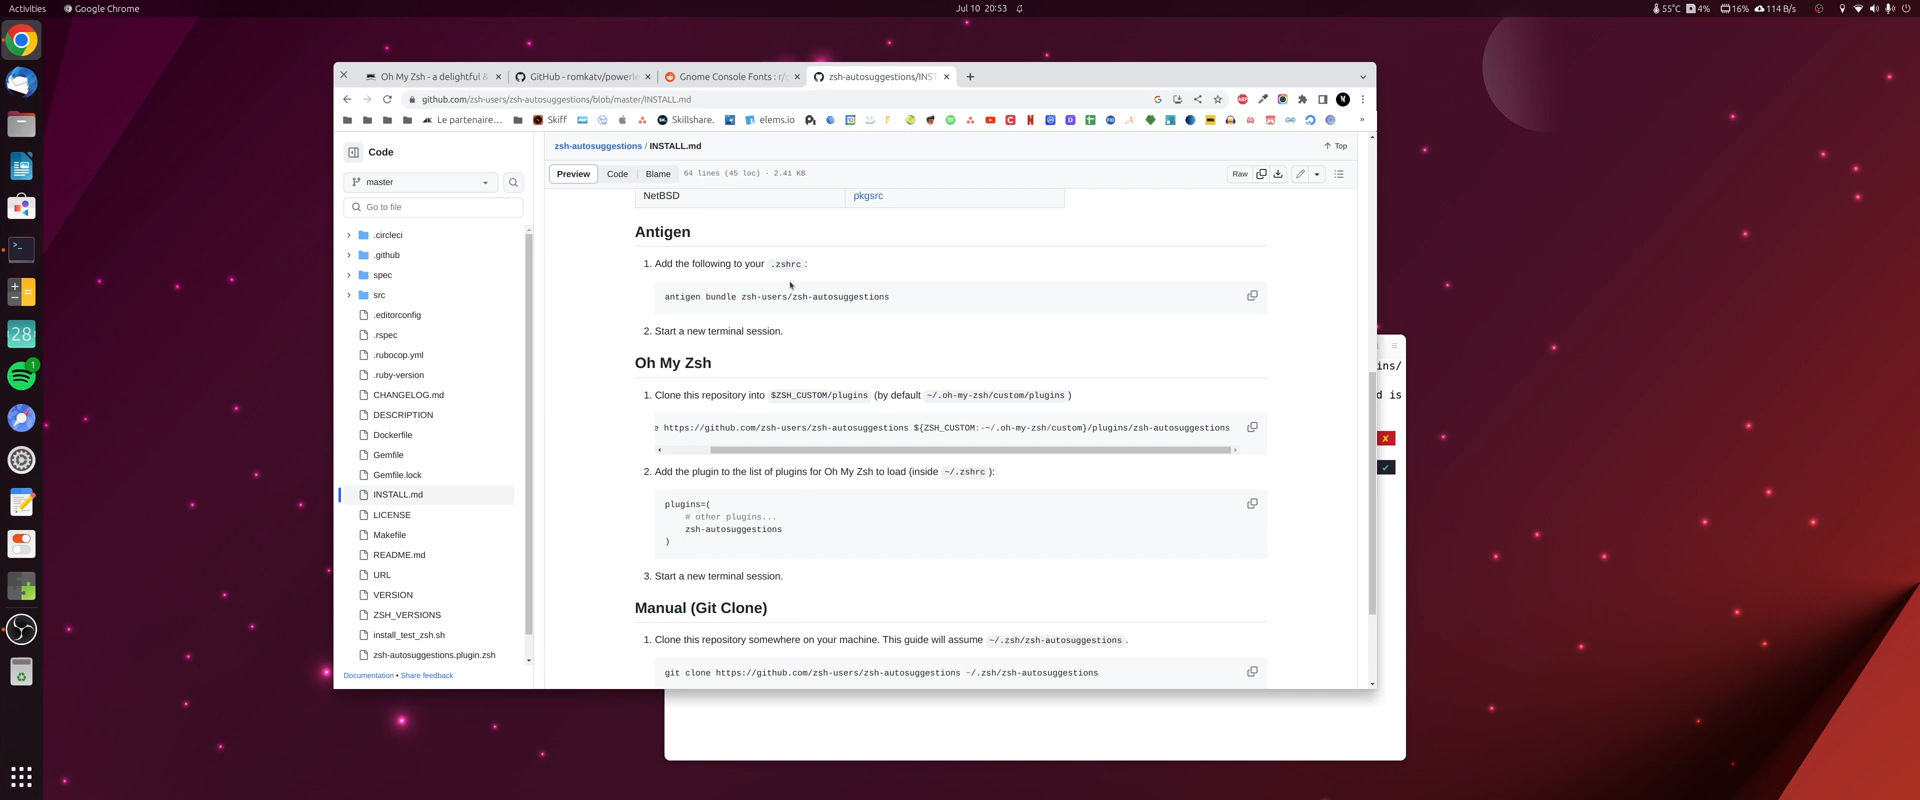 Activities
Google Chrome
Jul 10 20:53
55°C
4%
16%
114 B/s
Oh My Zsh - a delightful &
GitHub - romkatv/powerle
Gnome Console Fonts : r/g
zsh-autosuggestions/INST
github.com/zsh-users/zsh-autosuggestions/blob/master/INSTALL.md
Le partenaire...
Skiff
Skillshare.
elems.io
Code
master
Go to file
.circleci
.github
spec
src
.editorconfig
.rspec
.rubocop.yml
.ruby-version
CHANGELOG.md
DESCRIPTION
Dockerfile
Gemfile
Gemfile.lock
INSTALL.md
LICENSE
Makefile
README.md
URL
VERSION
ZSH_VERSIONS
install_test_zsh.sh
zsh-autosuggestions.plugin.zsh
Documentation • Share feedback
zsh-autosuggestions / INSTALL.md
Top
Preview
Code
Blame
64 lines (45 loc) · 2.41 KB
Raw
NetBSD
pkgsrc
Antigen
1. Add the following to your .zshrc :
antigen bundle zsh-users/zsh-autosuggestions
2. Start a new terminal session.
Oh My Zsh
1. Clone this repository into $ZSH_CUSTOM/plugins (by default ~/.oh-my-zsh/custom/plugins )
e https://github.com/zsh-users/zsh-autosuggestions ${ZSH_CUSTOM:-~/.oh-my-zsh/custom}/plugins/zsh-autosuggestions
2. Add the plugin to the list of plugins for Oh My Zsh to load (inside ~/.zshrc ):
plugins=(
# other plugins...
zsh-autosuggestions
)
3. Start a new terminal session.
Manual (Git Clone)
1. Clone this repository somewhere on your machine. This guide will assume ~/.zsh/zsh-autosuggestions .
git clone https://github.com/zsh-users/zsh-autosuggestions ~/.zsh/zsh-autosuggestions
ins/
d is
28
1